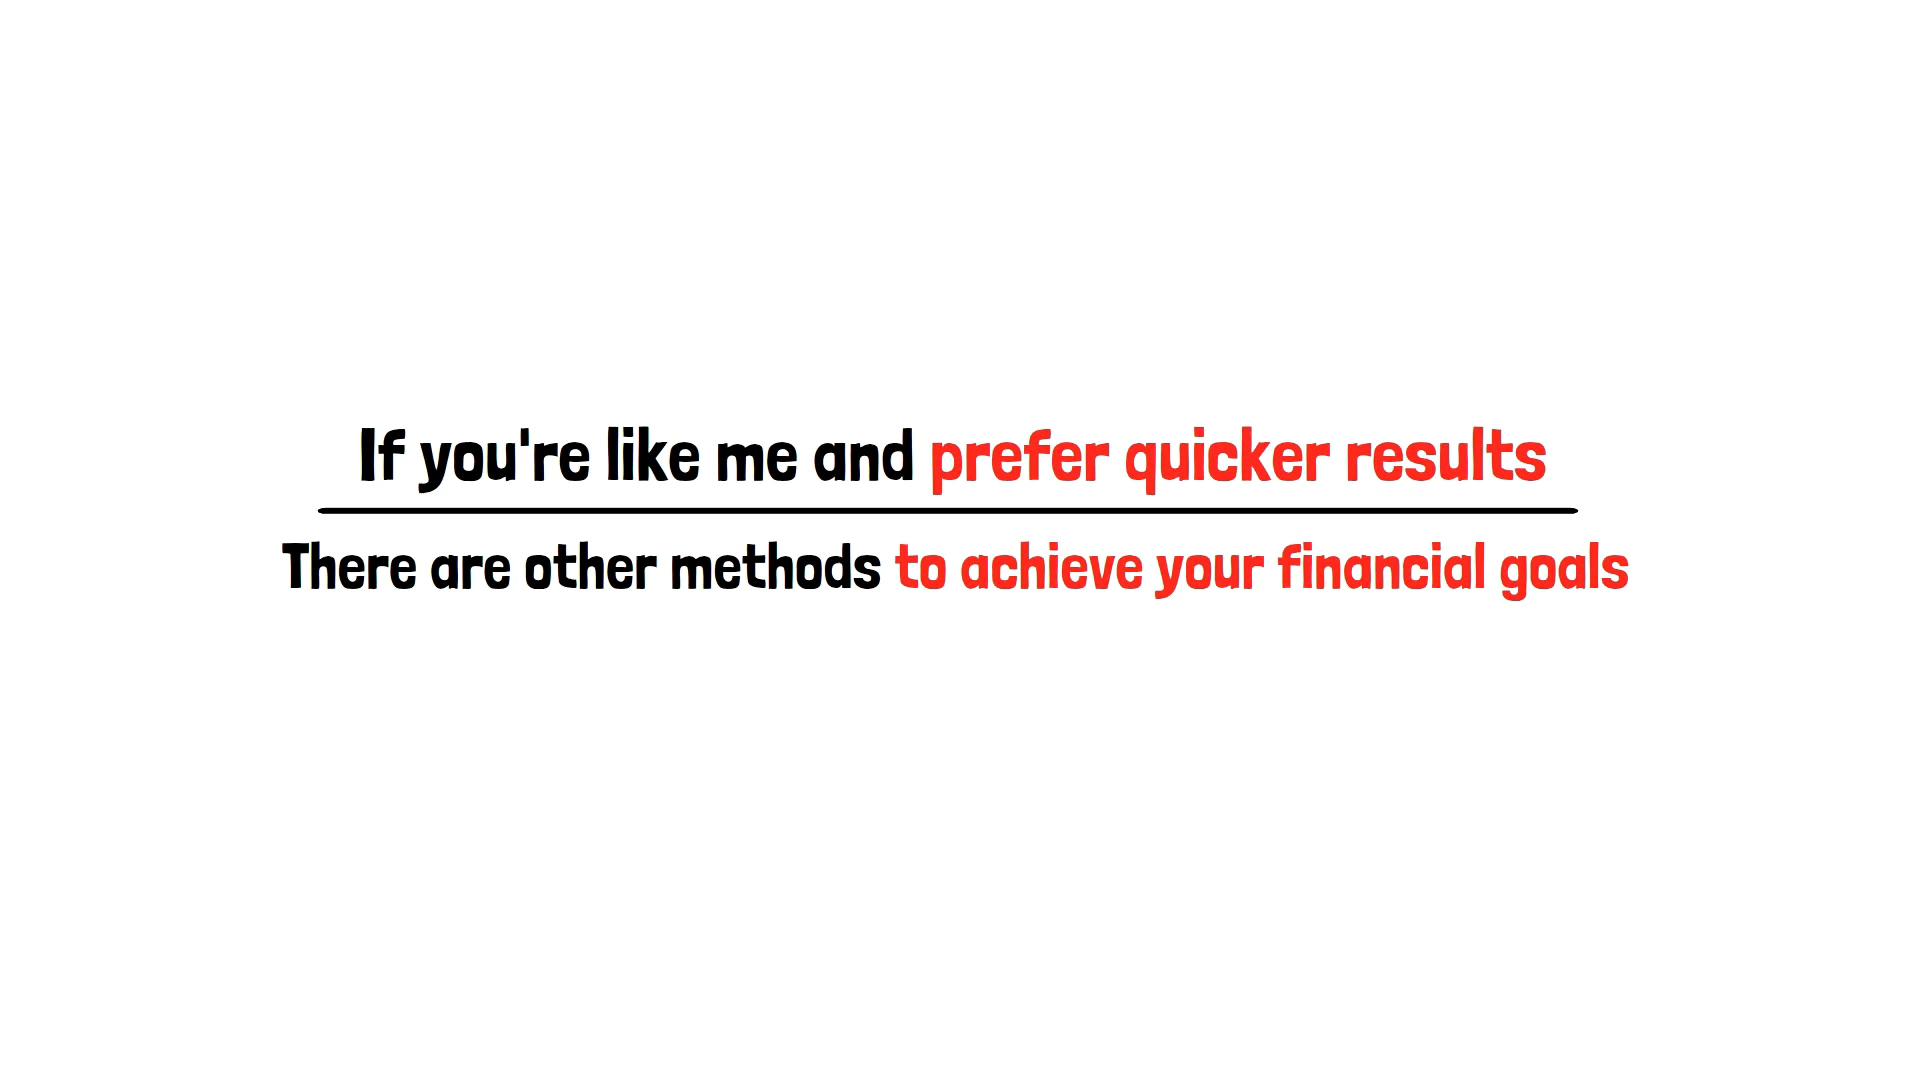 If you're like me and prefer quicker results
There are other methods to achieve your financial goals